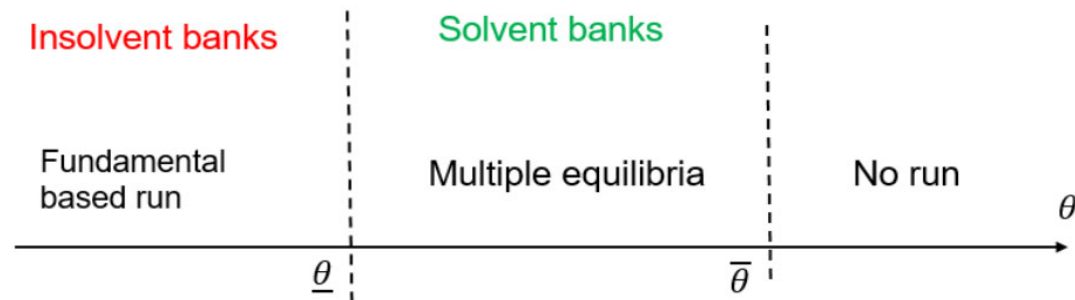 Insolvent banks
Solvent banks
Fundamental
based run
Multiple equilibria
No run
θ
θ̲
θ̅